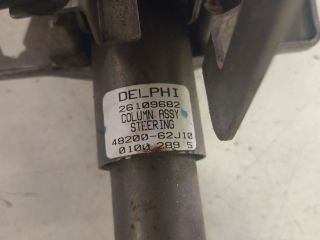 DELPHI
26109682
COLUMN ASSY
STEERING
48200-62J10
0100 289 5